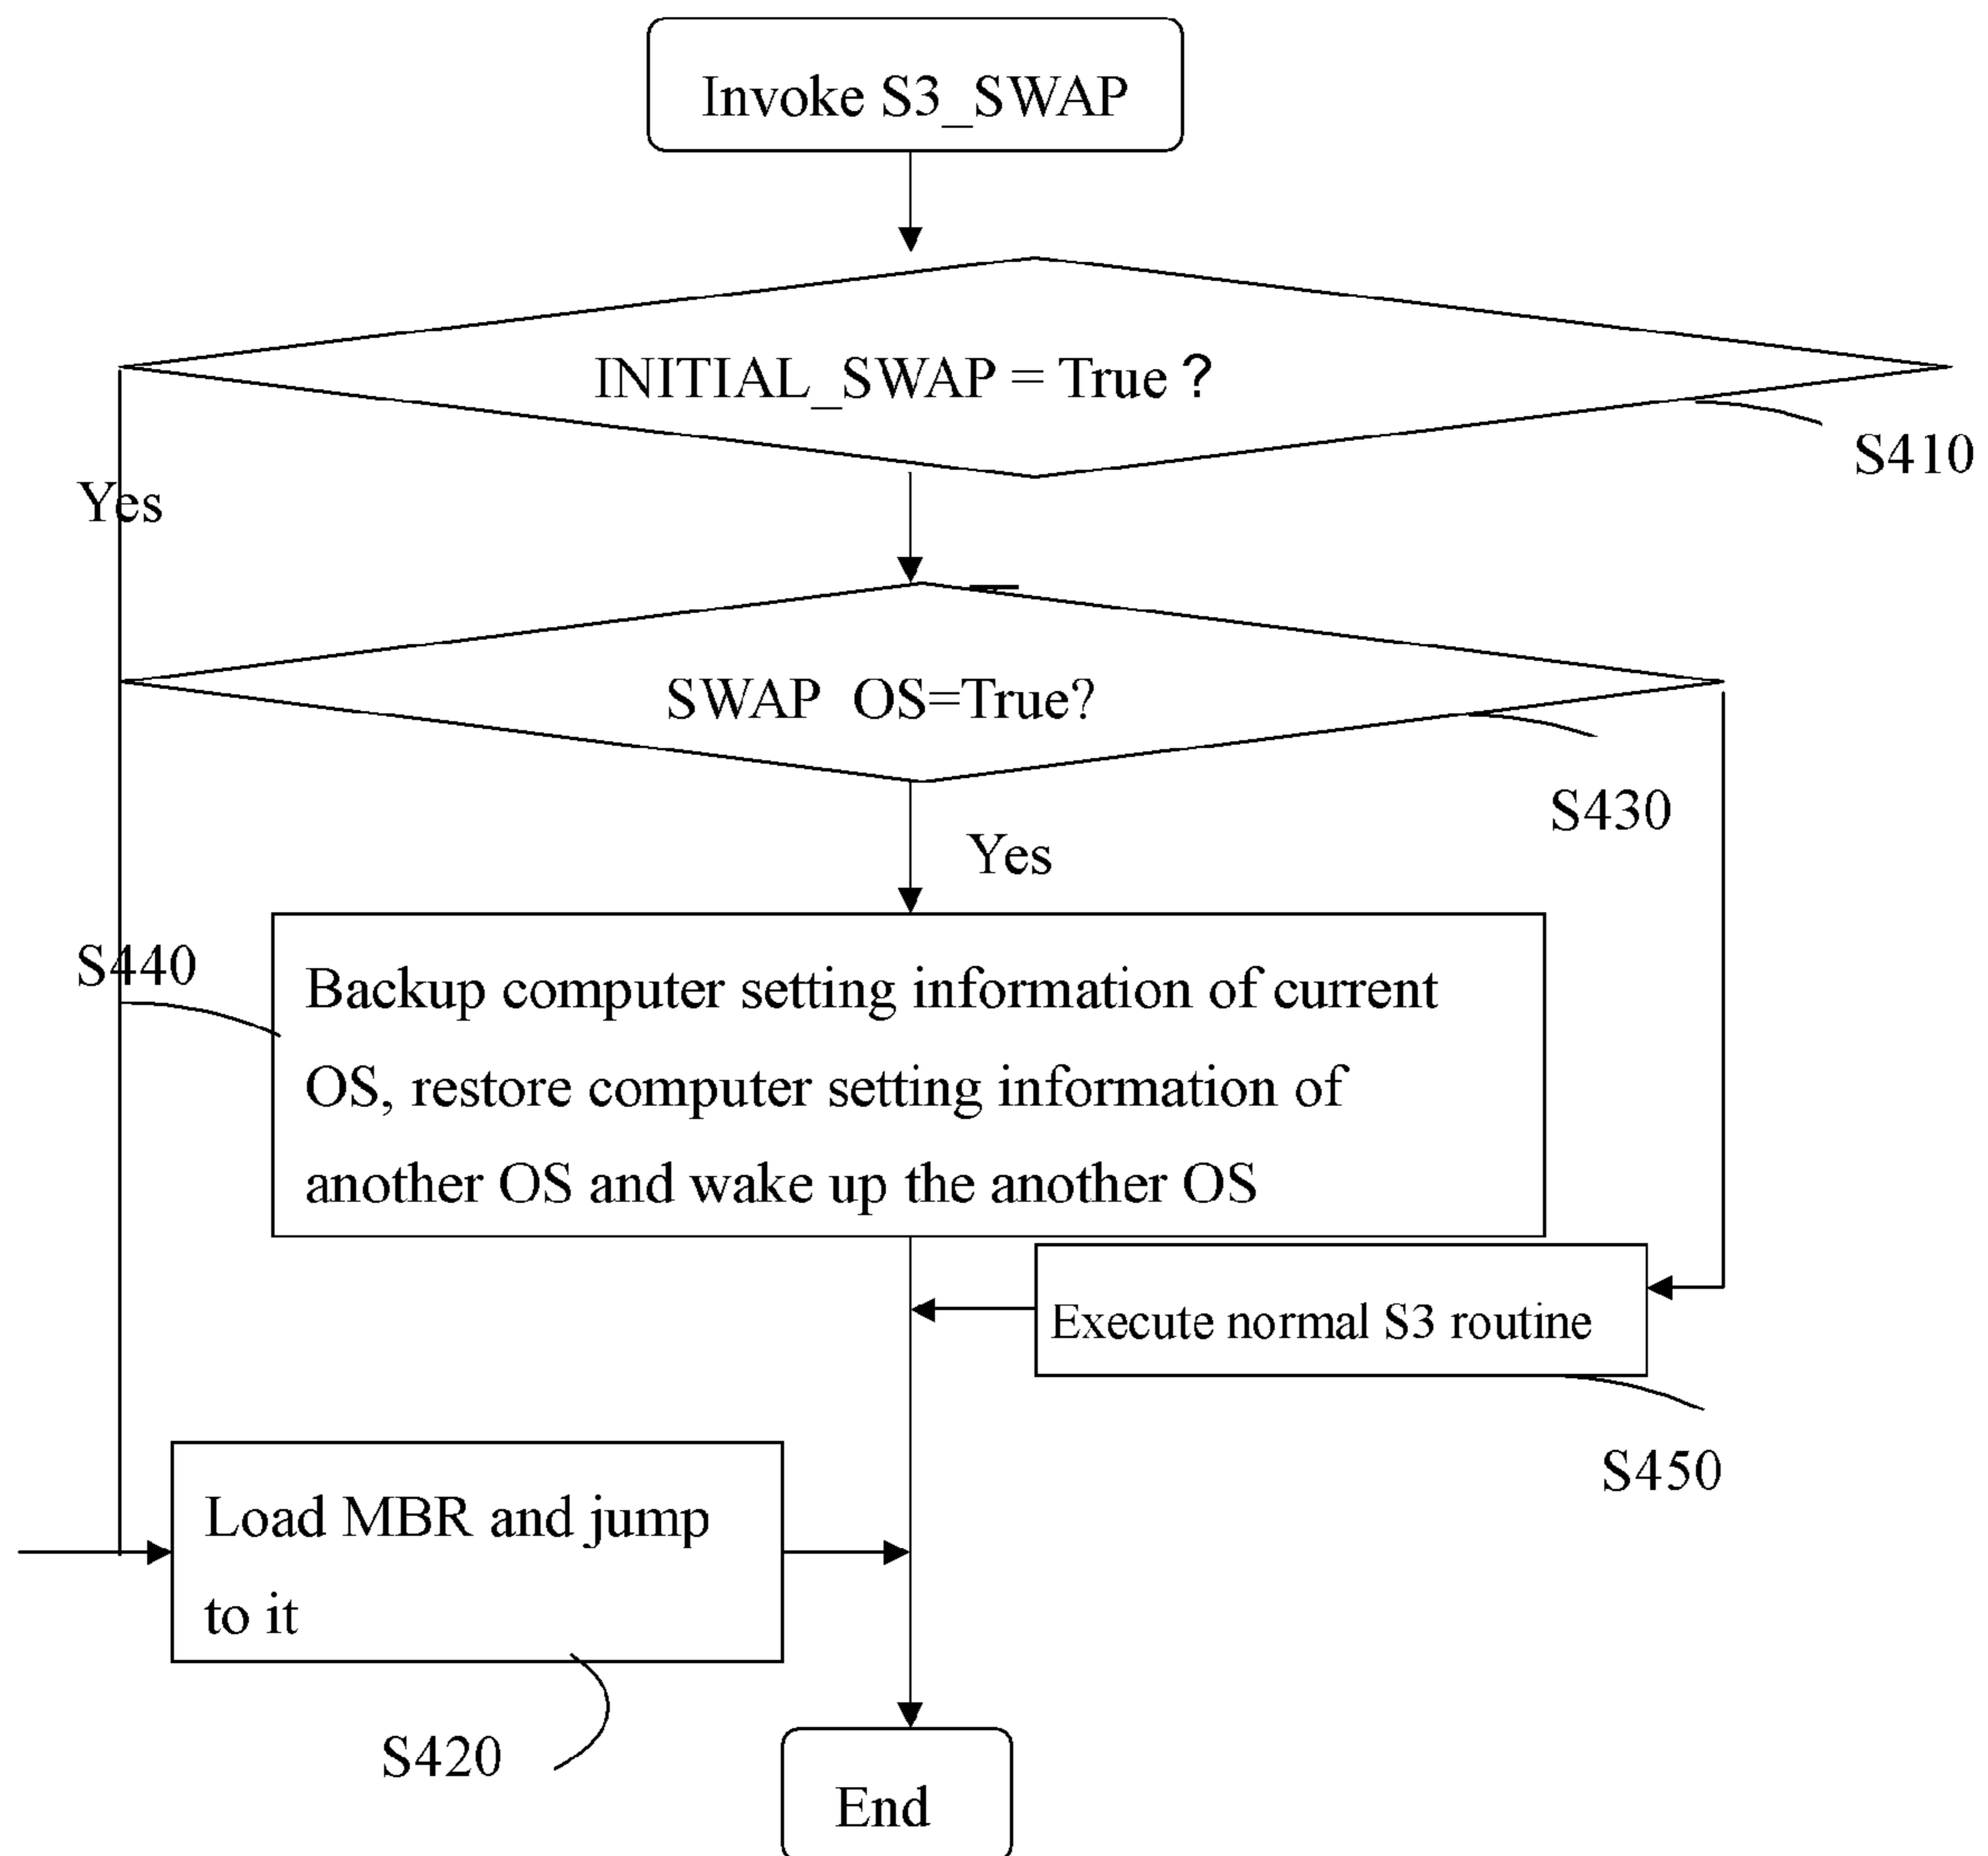 Invoke S3_SWAP
INITIAL_SWAP = True ?
S410
Yes
SWAP OS=True?
S430
Yes
S440
Backup computer setting information of current
OS, restore computer setting information of
another OS and wake up the another OS
Execute normal S3 routine
S450
Load MBR and jump
to it
S420
End